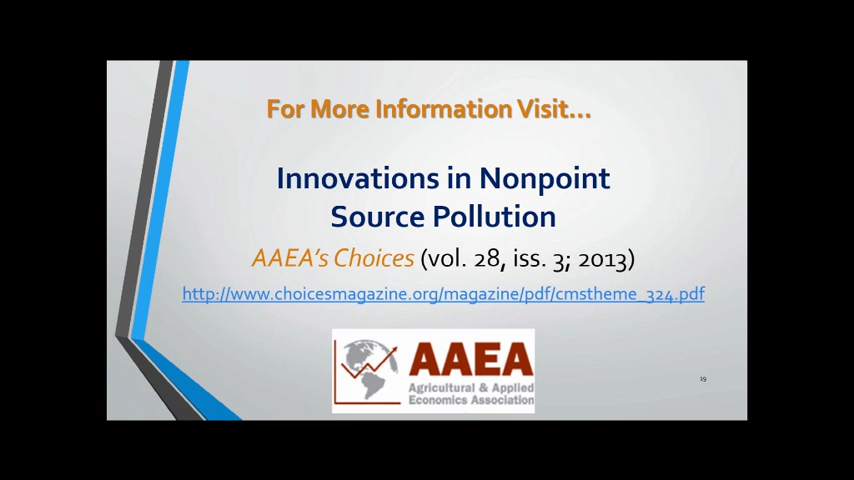 For More Information Visit...
Innovations in Nonpoint
Source Pollution
AAEA's Choices (vol. 28, iss. 3; 2013)
http://www.choicesmagazine.org/magazine/pdf/cmstheme_324.pdf
AAEA
Agricultural & Applied
Economics Association
19